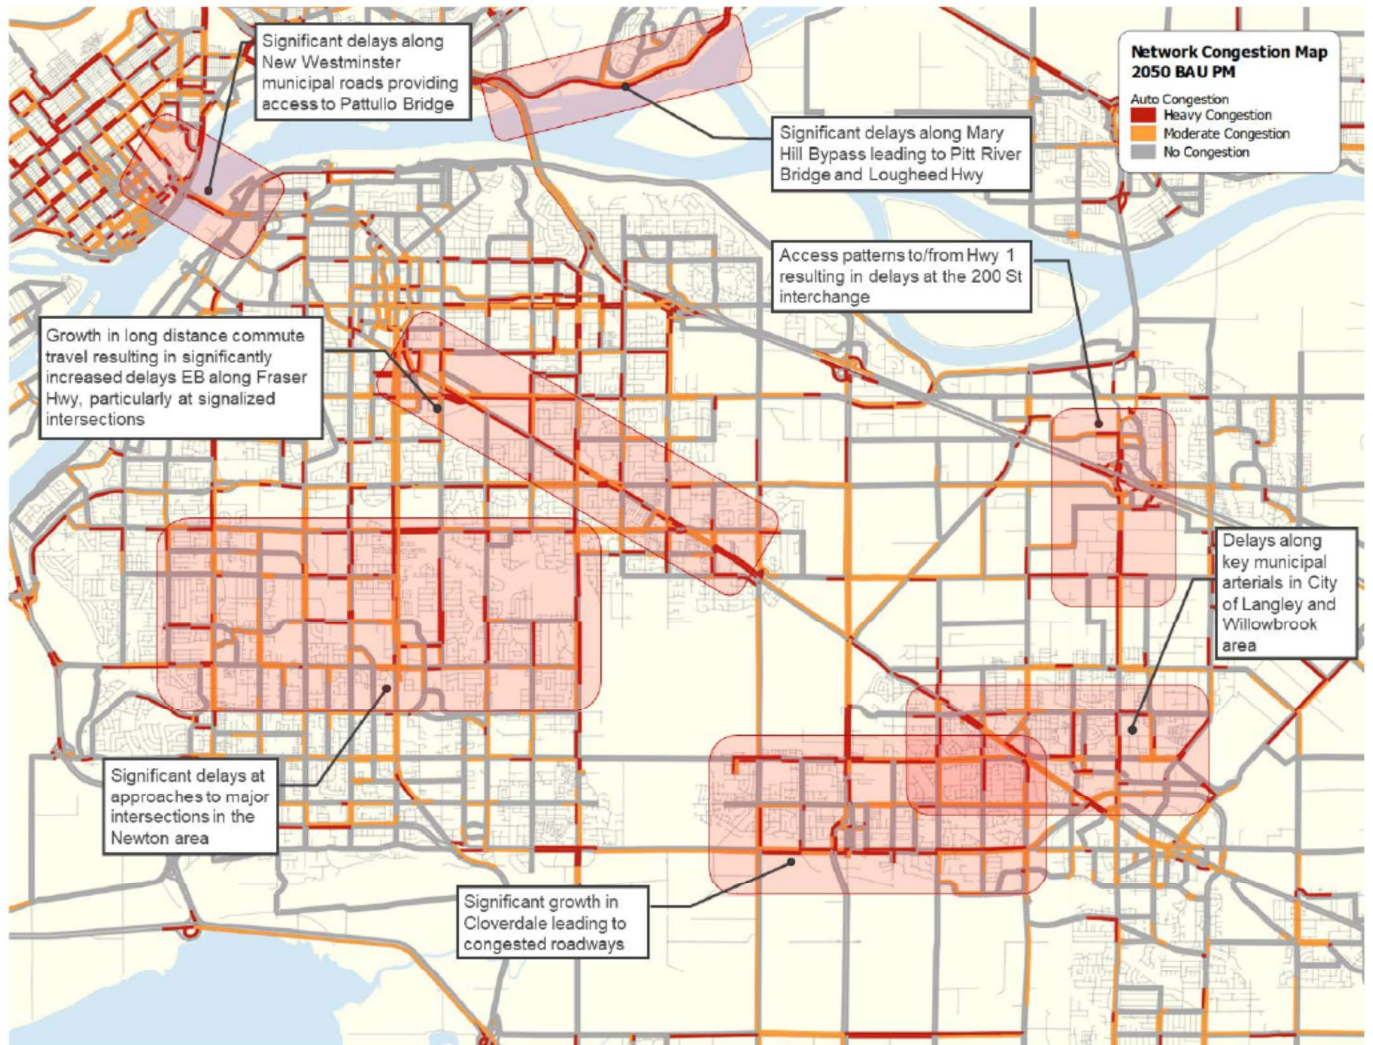 Significant delays along
New Westminster
municipal roads providing
access to Pattullo Bridge
Network Congestion Map
2050 BAU PM
Auto Congestion
Heavy Congestion
Moderate Congestion
No Congestion
Significant delays along Mary
Hill Bypass leading to Pitt River
Bridge and Lougheed Hwy
Access patterns to/from Hwy 1
resulting in delays at the 200 St
interchange
Growth in long distance commute
travel resulting in significantly
increased delays EB along Fraser
Hwy, particularly at signalized
intersections
Delays along
key municipal
arterials in City
of Langley and
Willowbrook
area
Significant delays at
approaches to major
intersections in the
Newton area
Significant growth in
Cloverdale leading to
congested roadways